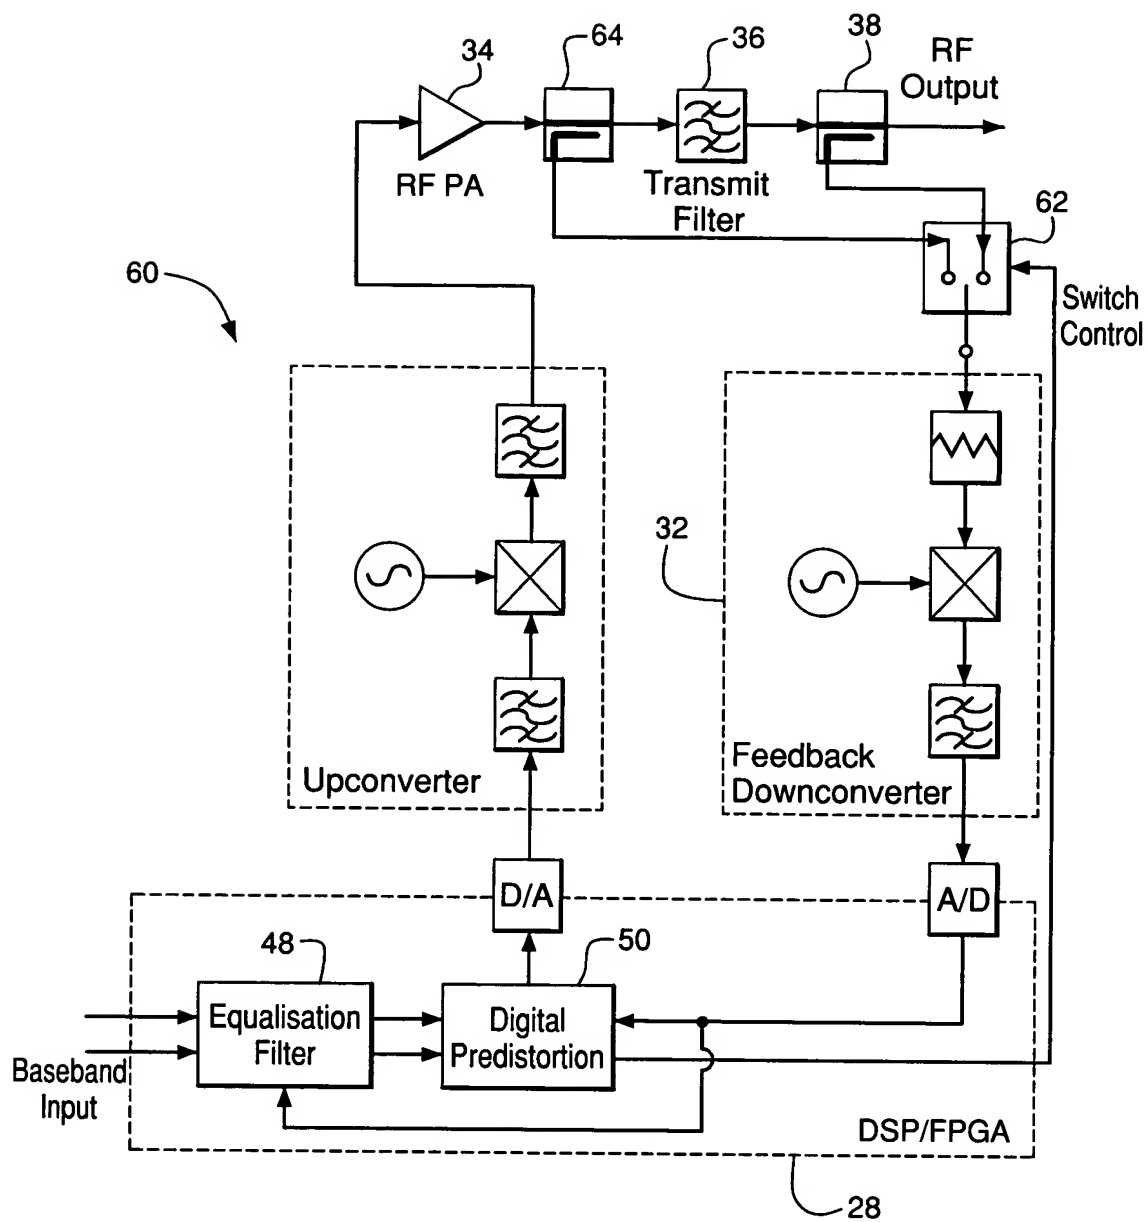 34
64
36
38
RF
Output
RF PA
Transmit
Filter
62
60
Switch
Control
32
Upconverter
Feedback
Downconverter
D/A
A/D
48
50
Equalisation
Filter
Digital
Predistortion
Baseband
Input
DSP/FPGA
28